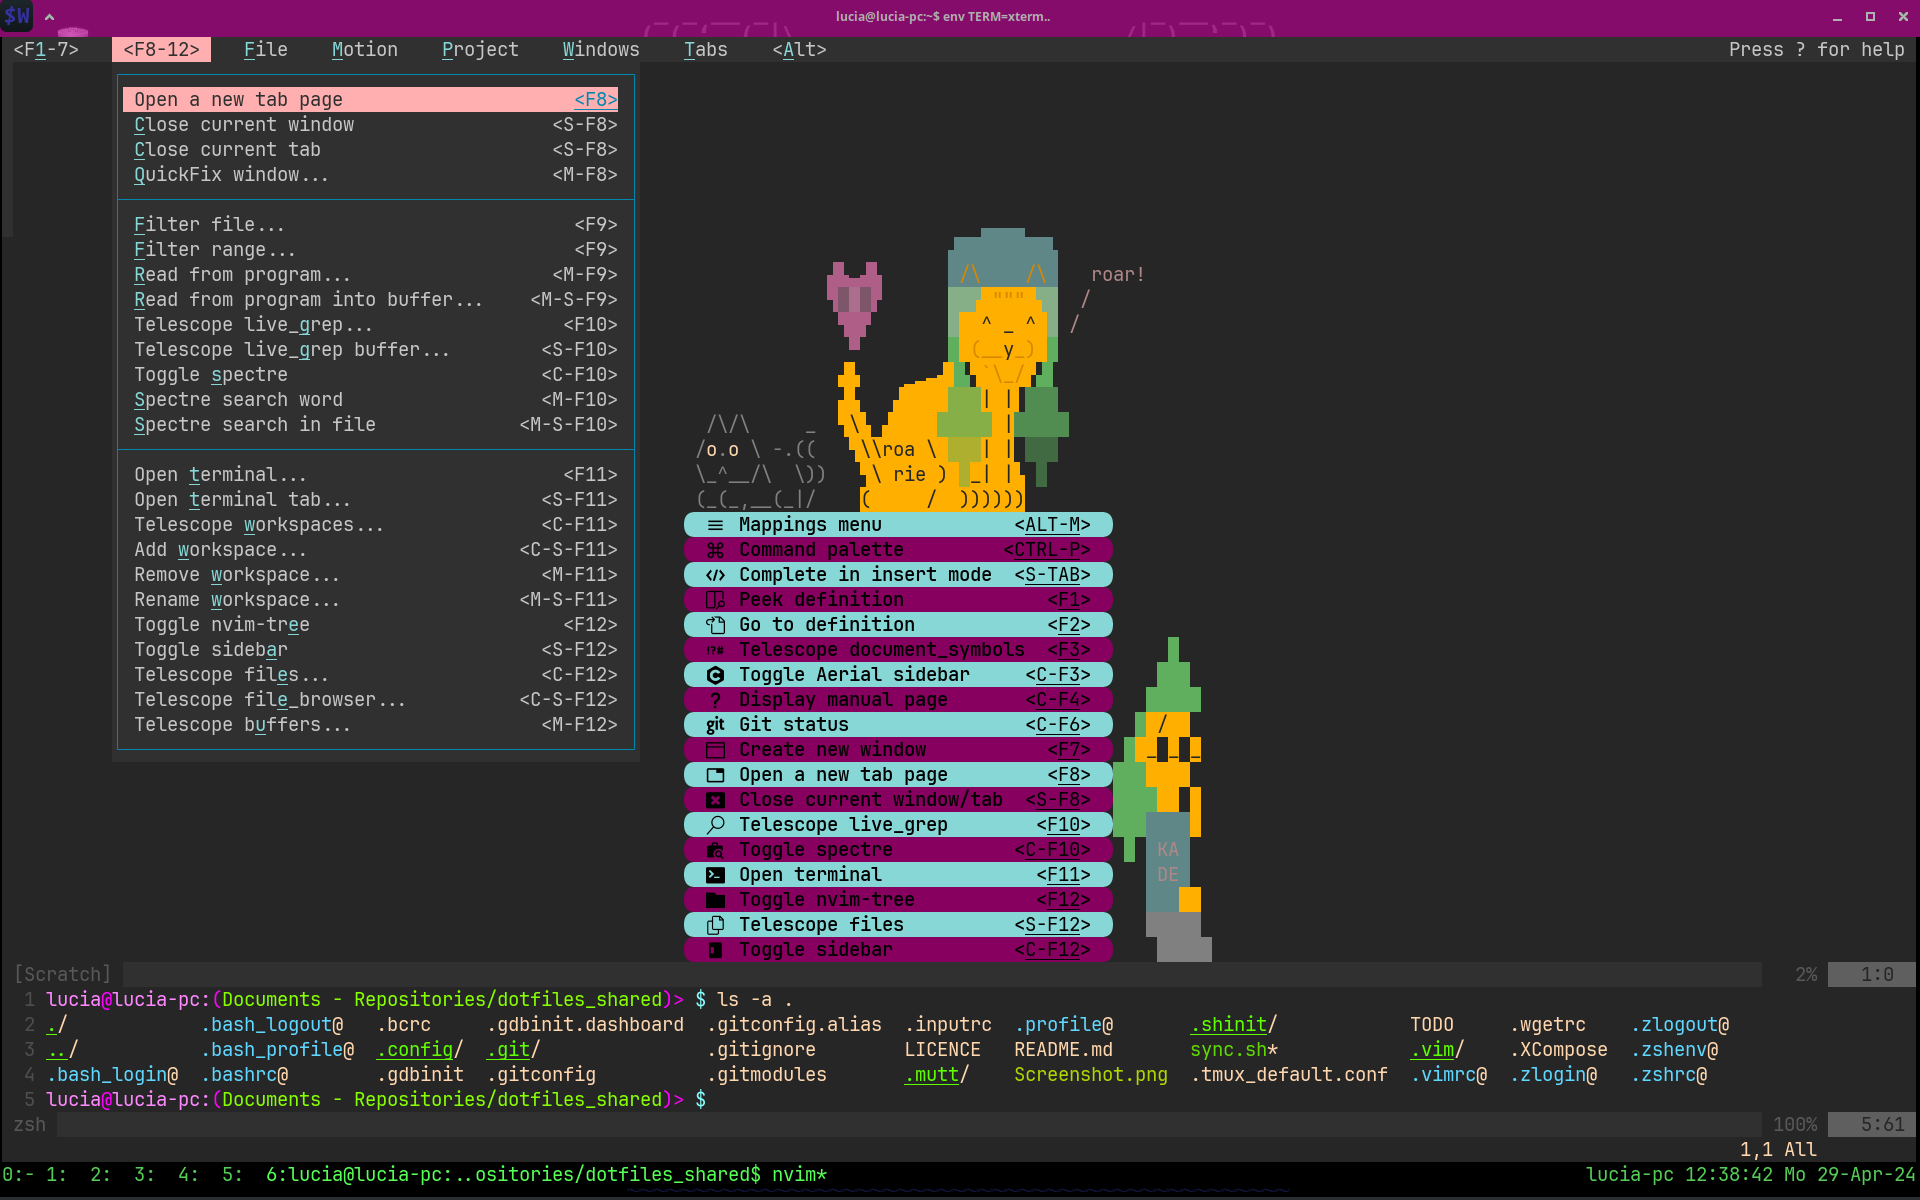 $W lucia@lucia-pc:~$ env TERM=xterm..
<F1-7> <F8-12> File Motion Project Windows Tabs <Alt> Press ? for help
Open a new tab page <F8>
Close current window <S-F8>
Close current tab <S-F8>
QuickFix window... <M-F8>
Filter file... <F9>
Filter range... <F9>
Read from program... <M-F9>
Read from program into buffer... <M-S-F9>
Telescope live_grep... <F10>
Telescope live_grep buffer... <S-F10>
Toggle spectre <C-F10>
Spectre search word <M-F10>
Spectre search in file <M-S-F10>
Open terminal... <F11>
Open terminal tab... <S-F11>
Telescope workspaces... <C-F11>
Add workspace... <C-S-F11>
Remove workspace... <M-F11>
Rename workspace... <M-S-F11>
Toggle nvim-tree <F12>
Toggle sidebar <S-F12>
Telescope files... <C-F12>
Telescope file_browser... <C-S-F12>
Telescope buffers... <M-F12>
roar!
roa
rie
Mappings menu <ALT-M>
Command palette <CTRL-P>
Complete in insert mode <S-TAB>
Peek definition <F1>
Go to definition <F2>
Telescope document_symbols <F3>
Toggle Aerial sidebar <C-F3>
Display manual page <C-F4>
git Git status <C-F6>
Create new window <F7>
Open a new tab page <F8>
Close current window/tab <S-F8>
Telescope live_grep <F10>
Toggle spectre <C-F10>
Open terminal <F11>
Toggle nvim-tree <F12>
Telescope files <S-F12>
Toggle sidebar <C-F12>
KA
DE
[Scratch] 2% 1:0
1 lucia@lucia-pc:(Documents - Repositories/dotfiles_shared)> $ ls -a .
2 ./ .bash_logout@ .bcrc .gdbinit.dashboard .gitconfig.alias .inputrc .profile@ .shinit/ TODO .wgetrc .zlogout@
3 ../ .bash_profile@ .config/ .git/ .gitignore LICENCE README.md sync.sh* .vim/ .XCompose .zshenv@
4 .bash_login@ .bashrc@ .gdbinit .gitconfig .gitmodules .mutt/ Screenshot.png .tmux_default.conf .vimrc@ .zlogin@ .zshrc@
5 lucia@lucia-pc:(Documents - Repositories/dotfiles_shared)> $
zsh 100% 5:61
1,1 All
0:- 1: 2: 3: 4: 5: 6:lucia@lucia-pc:..ositories/dotfiles_shared$ nvim* lucia-pc 12:38:42 Mo 29-Apr-24